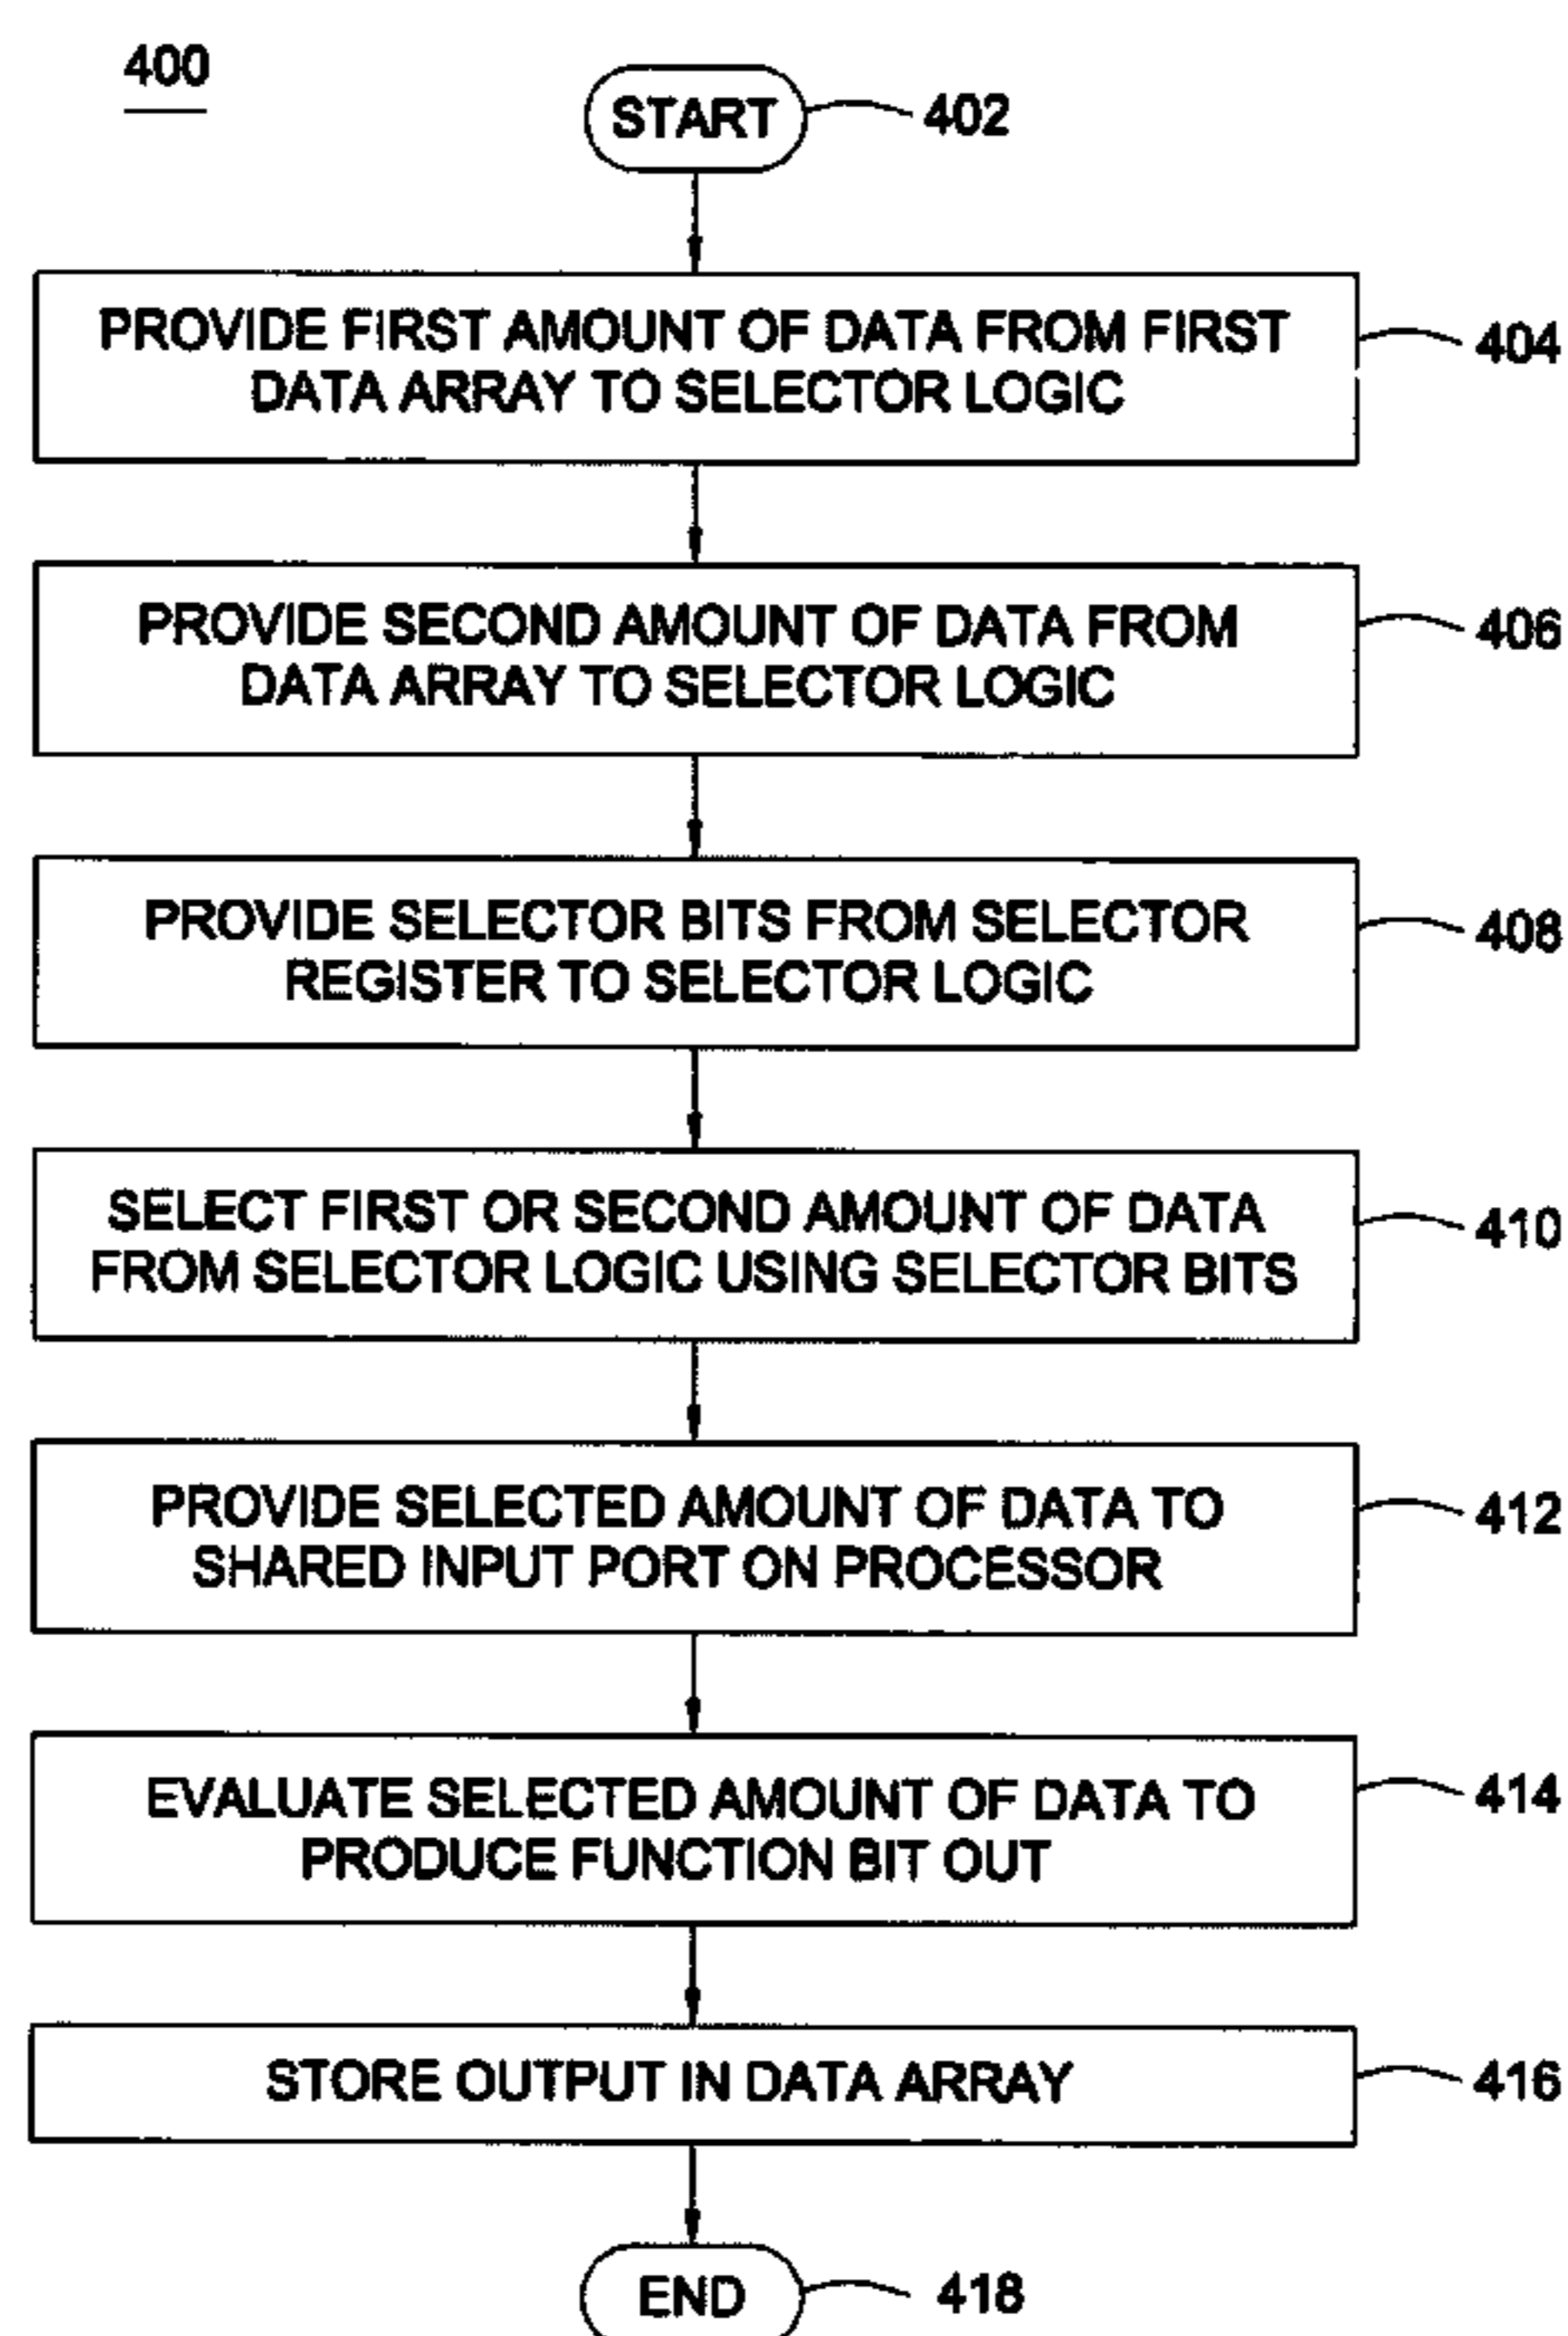 400
START
402
PROVIDE FIRST AMOUNT OF DATA FROM FIRST
DATA ARRAY TO SELECTOR LOGIC
404
PROVIDE SECOND AMOUNT OF DATA FROM
DATA ARRAY TO SELECTOR LOGIC
406
PROVIDE SELECTOR BITS FROM SELECTOR
REGISTER TO SELECTOR LOGIC
408
SELECT FIRST OR SECOND AMOUNT OF DATA
FROM SELECTOR LOGIC USING SELECTOR BITS
410
PROVIDE SELECTED AMOUNT OF DATA TO
SHARED INPUT PORT ON PROCESSOR
412
EVALUATE SELECTED AMOUNT OF DATA TO
PRODUCE FUNCTION BIT OUT
414
STORE OUTPUT IN DATA ARRAY
416
END
418